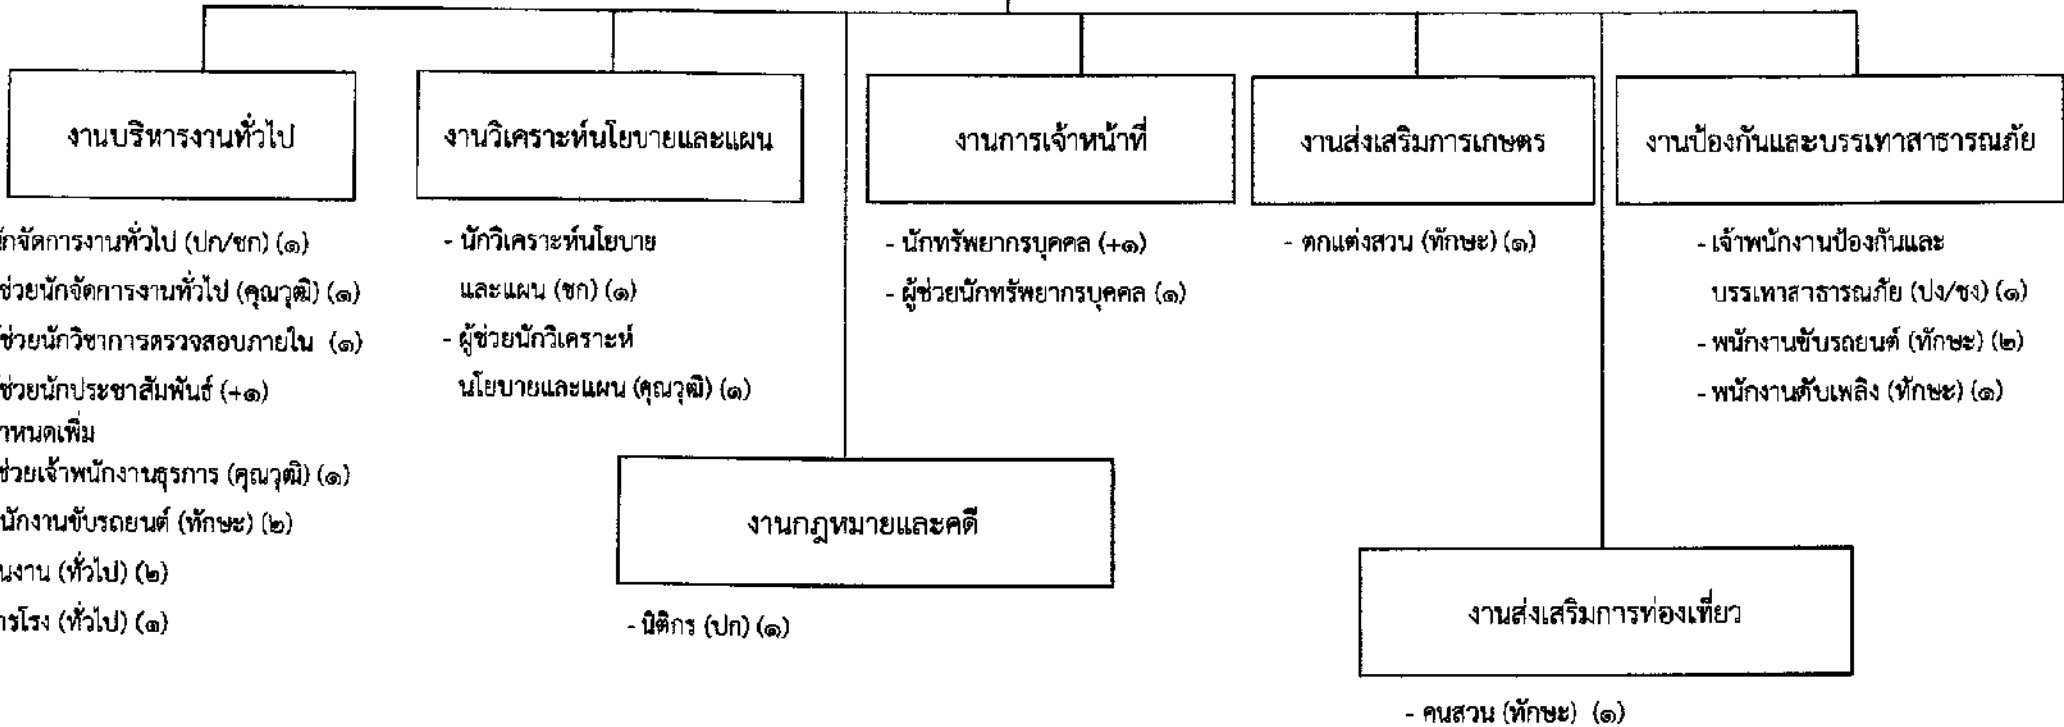 งานบริหารงานทั่วไป
นักจัดการงานทั่วไป (ปก/ชก) (๑)
ช่วยนักจัดการงานทั่วไป (คุณวุฒิ) (๑)
ช่วยนักวิชาการตรวจสอบภายใน (๑)
ช่วยนักประชาสัมพันธ์ (+๑)
กำหนดเพิ่ม
ช่วยเจ้าพนักงานธุรการ (คุณวุฒิ) (๑)
นักงานขับรถยนต์ (ทักษะ) (๒)
นงาน (ทั่วไป) (๒)
ารโรง (ทั่วไป) (๑)
งานวิเคราะห์นโยบายและแผน
- นักวิเคราะห์นโยบาย
และแผน (ชก) (๑)
- ผู้ช่วยนักวิเคราะห์
นโยบายและแผน (คุณวุฒิ) (๑)
งานกฎหมายและคดี
- นิติกร (ปก) (๑)
งานการเจ้าหน้าที่
- นักทรัพยากรบุคคล (+๑)
- ผู้ช่วยนักทรัพยากรบุคคล (๑)
งานส่งเสริมการเกษตร
- ตกแต่งสวน (ทักษะ) (๑)
งานส่งเสริมการท่องเที่ยว
- คนสวน (ทักษะ) (๑)
งานป้องกันและบรรเทาสาธารณภัย
- เจ้าพนักงานป้องกันและ
บรรเทาสาธารณภัย (ปง/ชง) (๑)
- พนักงานขับรถยนต์ (ทักษะ) (๒)
- พนักงานดับเพลิง (ทักษะ) (๑)